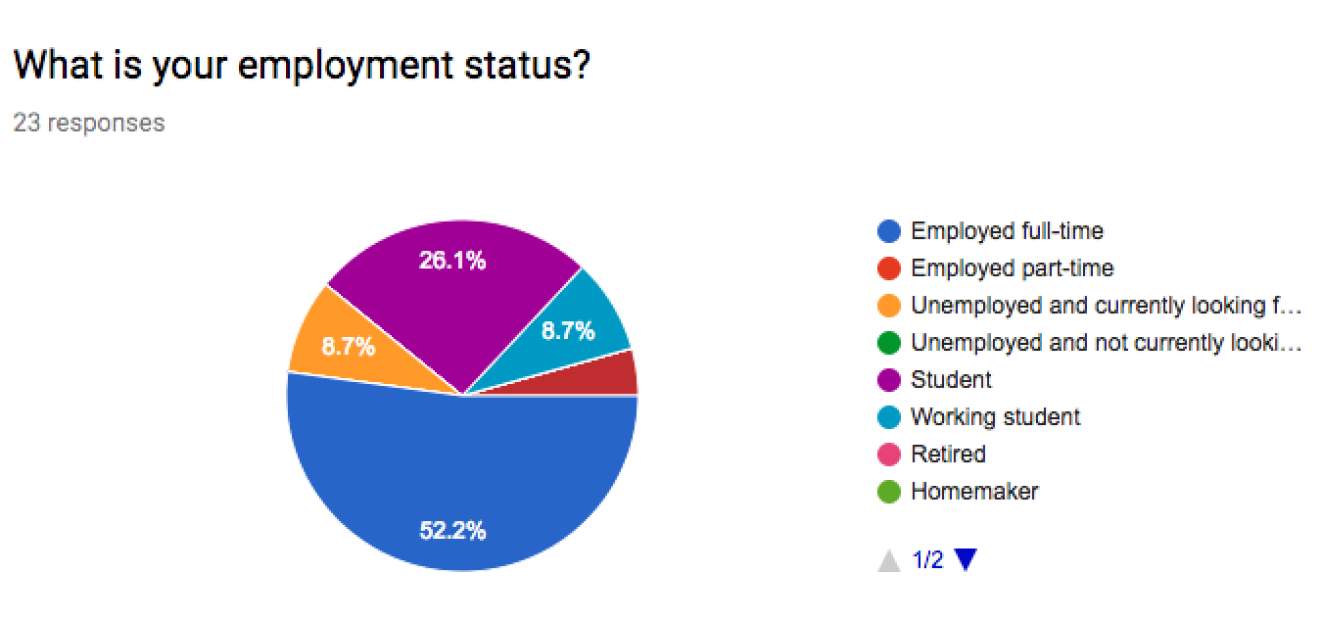 What is your employment status?
23 responses
26.1%
8.7%
8.7%
52.2%
Employed full-time
Employed part-time
Unemployed and currently looking f...
Unemployed and not currently looki...
Student
Working student
Retired
Homemaker
1/2